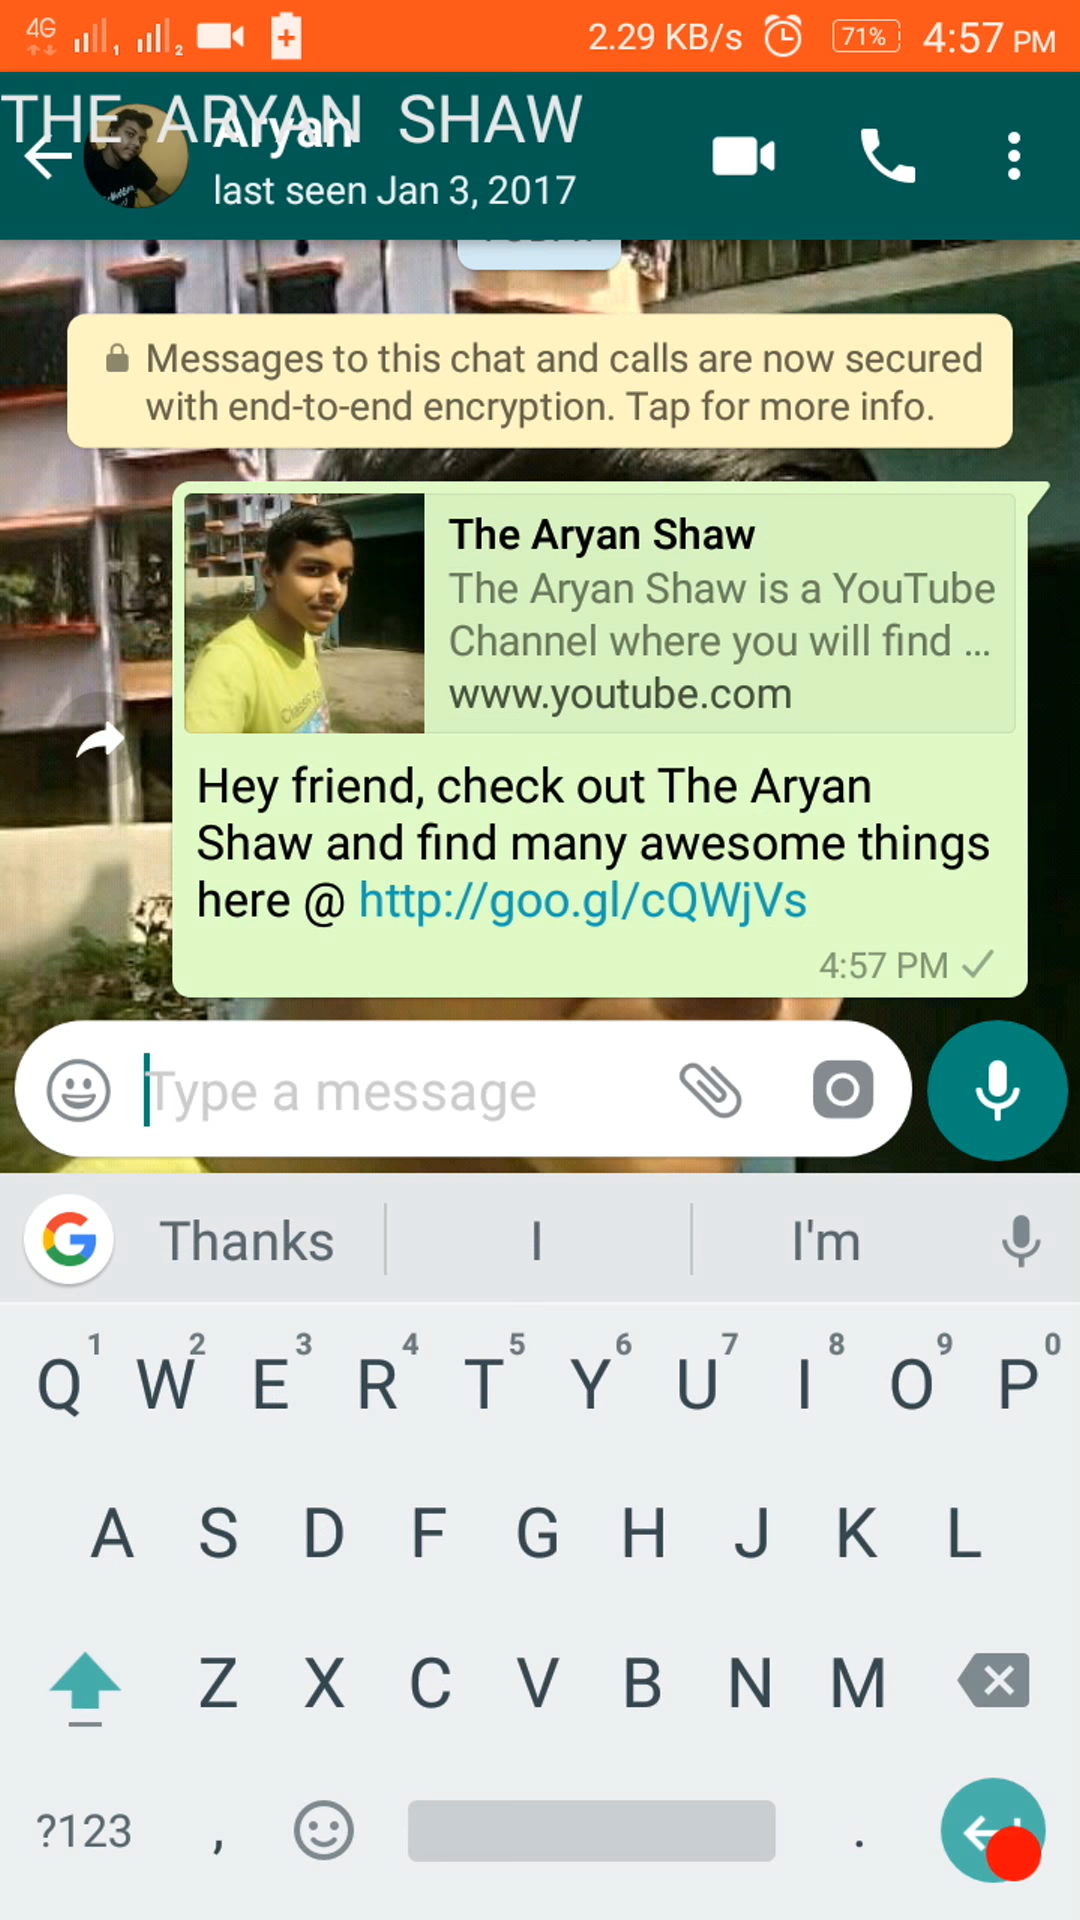 4G 1 2 2.29 KB/s 71% 4:57 PM
THE ARYAN SHAW
Aryan
last seen Jan 3, 2017
Messages to this chat and calls are now secured
with end-to-end encryption. Tap for more info.
The Aryan Shaw
The Aryan Shaw is a YouTube
Channel where you will find ...
www.youtube.com
Hey friend, check out The Aryan
Shaw and find many awesome things
here @ http://goo.gl/cQWjVs
4:57 PM
Type a message
Thanks I I'm
1 2 3 4 5 6 7 8 9 0
Q W E R T Y U I O P
A S D F G H J K L
Z X C V B N M
?123 , .